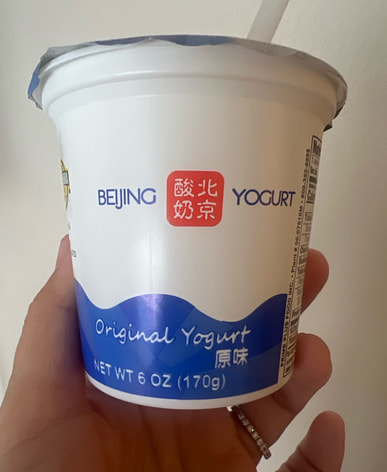 BEIJING
北京
酸奶
YOGURT
Original Yogurt
原味
NET WT 6 OZ (170g)